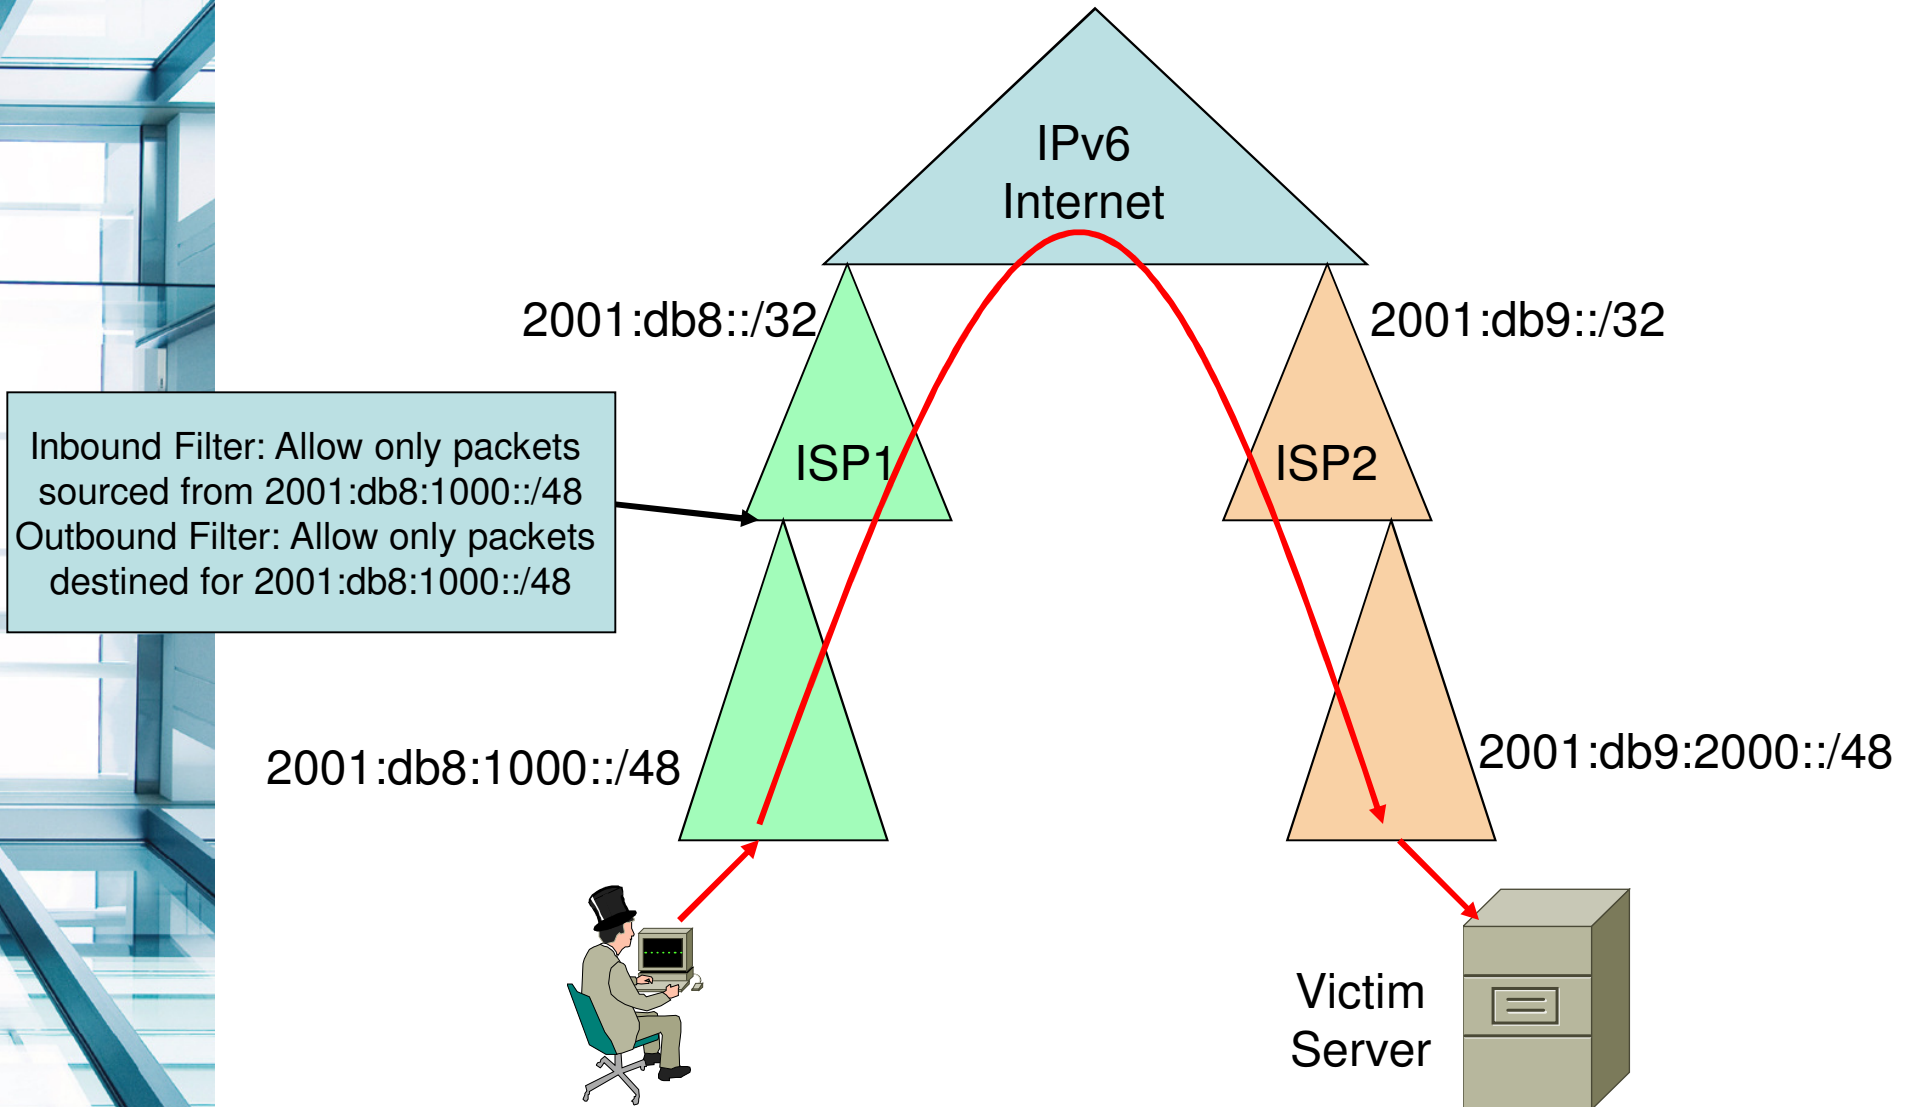 IPv6
Internet
2001:db8::/32
2001:db9::/32
Inbound Filter: Allow only packets
sourced from 2001:db8:1000::/48
Outbound Filter: Allow only packets
destined for 2001:db8:1000::/48
ISP1
ISP2
2001:db8:1000::/48
2001:db9:2000::/48
Victim
Server